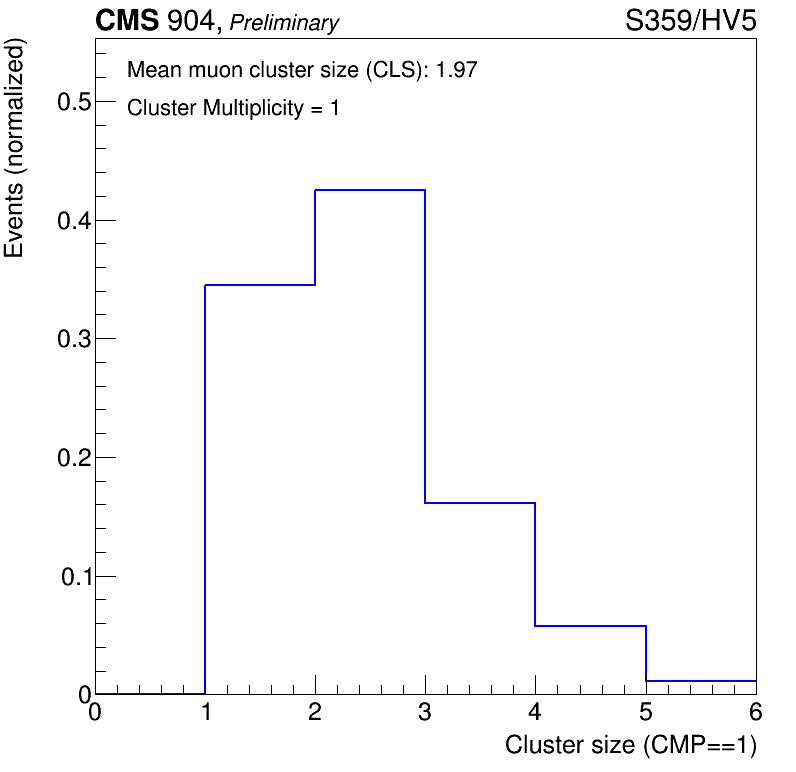 CMS 904, Preliminary
S359/HV5
Mean muon cluster size (CLS): 1.97
Cluster Multiplicity = 1
Events (normalized)
0.5
0.4
0.3
0.2
0.1
0
0 1 2 3 4 5 6
Cluster size (CMP==1)